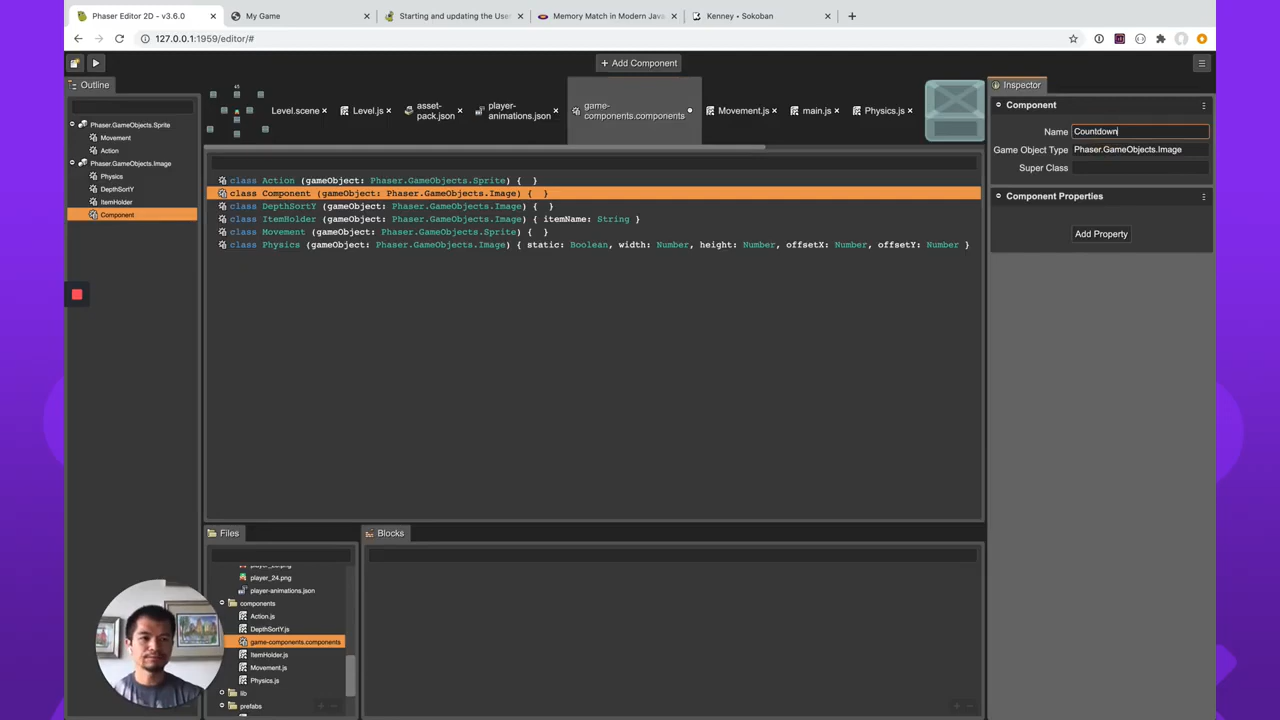 Phaser Editor 2D - v3.6.0
My Game
Starting and updating the Use
Memory Match in Modern Java
Kenney • Sokoban
127.0.0.1:1959/editor/#
+ Add Component
Outline
Level.scene
Level.js
asset-
pack.json
player-
animations.json
game-
components.components
Movement.js
main.js
Physics.js
Inspector
Component
Name Countdown
Game Object Type Phaser.GameObjects.Image
Super Class
Component Properties
Add Property
Phaser.GameObjects.Sprite
Movement
Action
Phaser.GameObjects.Image
Physics
DepthSortY
ItemHolder
Component
class Action (gameObject: Phaser.GameObjects.Sprite) { }
class Component (gameObject: Phaser.GameObjects.Image) { }
class DepthSortY (gameObject: Phaser.GameObjects.Image) { }
class ItemHolder (gameObject: Phaser.GameObjects.Image) { itemName: String }
class Movement (gameObject: Phaser.GameObjects.Sprite) { }
class Physics (gameObject: Phaser.GameObjects.Image) { static: Boolean, width: Number, height: Number, offsetX: Number, offsetY: Number }
Files
Blocks
player_24.png
player-animations.json
components
Action.js
DepthSortY.js
game-components.components
ItemHolder.js
Movement.js
Physics.js
lib
prefabs